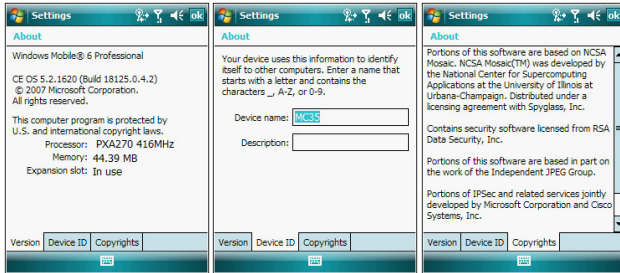 Settings
ok
About
Windows Mobile® 6 Professional
CE OS 5.2.1620 (Build 18125.0.4.2)
© 2007 Microsoft Corporation.
All rights reserved.
This computer program is protected by
U.S. and international copyright laws.
Processor: PXA270 416MHz
Memory: 44.39 MB
Expansion slot: In use
Version Device ID Copyrights
Settings
ok
About
Your device uses this information to identify
itself to other computers. Enter a name that
starts with a letter and contains the
characters _, A-Z, or 0-9.
Device name: MC35
Description:
Version Device ID Copyrights
Settings
ok
About
Portions of this software are based on NCSA
Mosaic. NCSA Mosaic(TM) was developed by
the National Center for Supercomputing
Applications at the University of Illinois at
Urbana-Champaign. Distributed under a
licensing agreement with Spyglass, Inc.
Contains security software licensed from RSA
Data Security, Inc.
Portions of this software are based in part on
the work of the Independent JPEG Group.
Portions of IPSec and related services jointly
developed by Microsoft Corporation and Cisco
Systems, Inc.
Version Device ID Copyrights